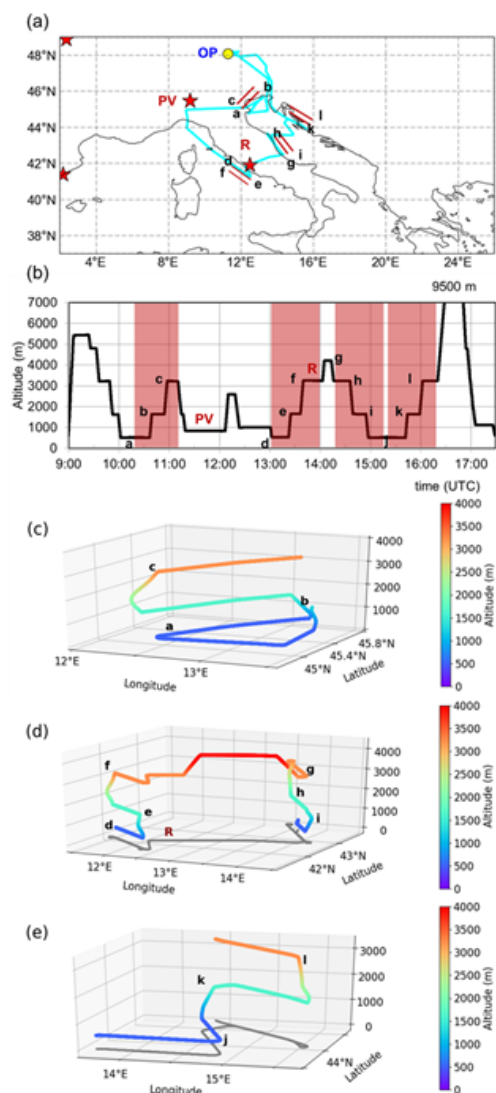 (a)
48°N
46°N
44°N
42°N
40°N
38°N
OP
PV
R
b
c
a
l
k
h
i
g
d
f
e
4°E 8°E 12°E 16°E 20°E 24°E
(b)
9500 m
Altitude (m)
7000
6000
5000
4000
3000
2000
1000
0
a
b
c
PV
d
e
f
R
g
h
i
j
k
l
9:00 10:00 11:00 12:00 13:00 14:00 15:00 16:00 17:00
time (UTC)
(c)
c
a
b
4000
3000
2000
1000
0
12°E 13°E
Longitude
45°N 45.4°N 45.8°N
Latitude
4000
3500
3000
2500
2000
1500
1000
500
0
Altitude (m)
(d)
f
d
e
R
g
h
i
4000
3000
2000
1000
0
12°E 13°E 14°E
Longitude
42°N 43°N
Latitude
4000
3500
3000
2500
2000
1500
1000
500
0
Altitude (m)
(e)
k
j
l
3000
2000
1000
0
14°E 15°E
Longitude
44°N
Latitude
4000
3500
3000
2500
2000
1500
1000
500
0
Altitude (m)